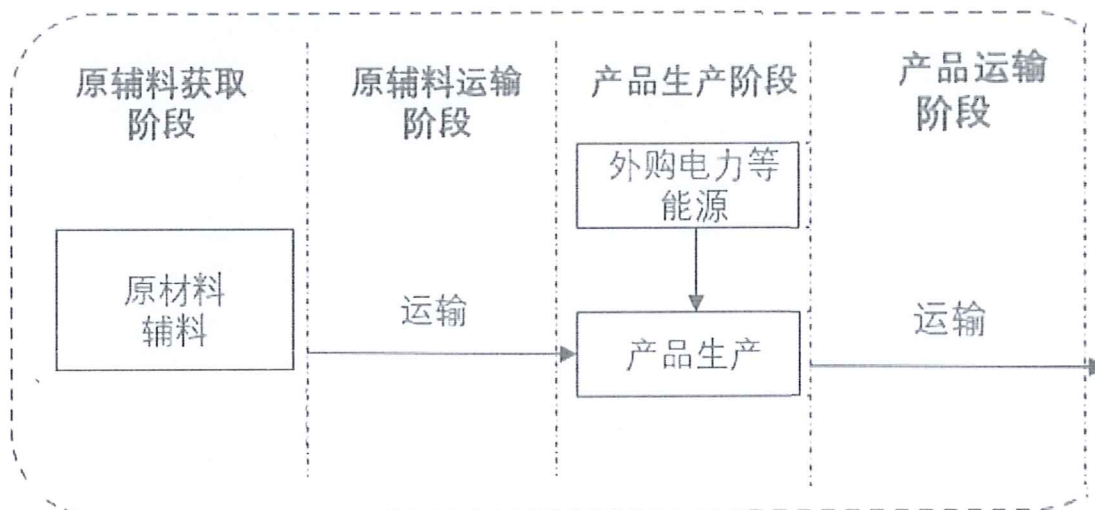 原辅料获取
阶段
原辅料运输
阶段
产品生产阶段
产品运输
阶段
外购电力等
能源
原材料
辅料
运输
产品生产
运输